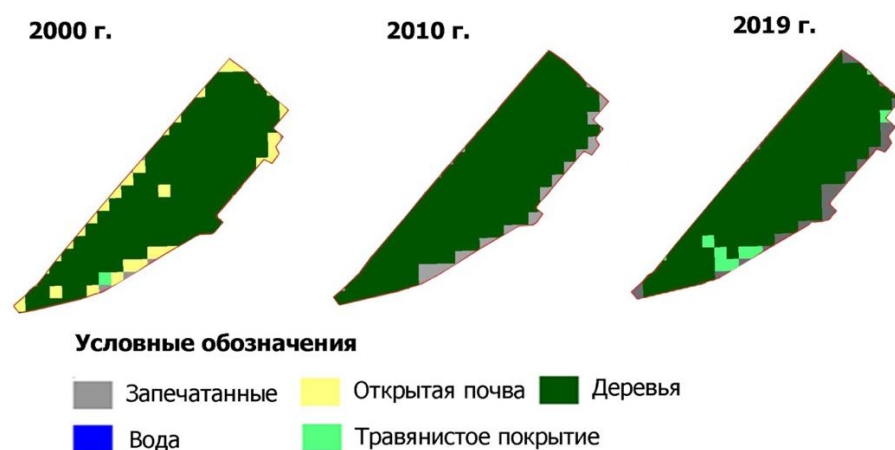 2000 г.
2010 г.
2019 г.
Условные обозначения
Запечатанные
Открытая почва
Деревья
Вода
Травянистое покрытие